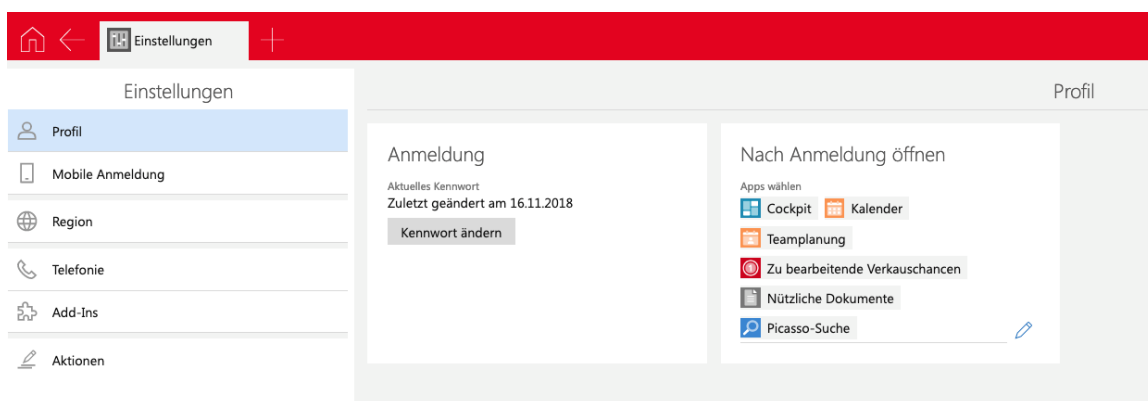 Einstellungen
Einstellungen
Profil
Mobile Anmeldung
Region
Telefonie
Add-Ins
Aktionen
Profil
Anmeldung
Aktuelles Kennwort
Zuletzt geändert am 16.11.2018
Kennwort ändern
Nach Anmeldung öffnen
Apps wählen
Cockpit Kalender
Teamplanung
Zu bearbeitende Verkauschancen
Nützliche Dokumente
Picasso-Suche